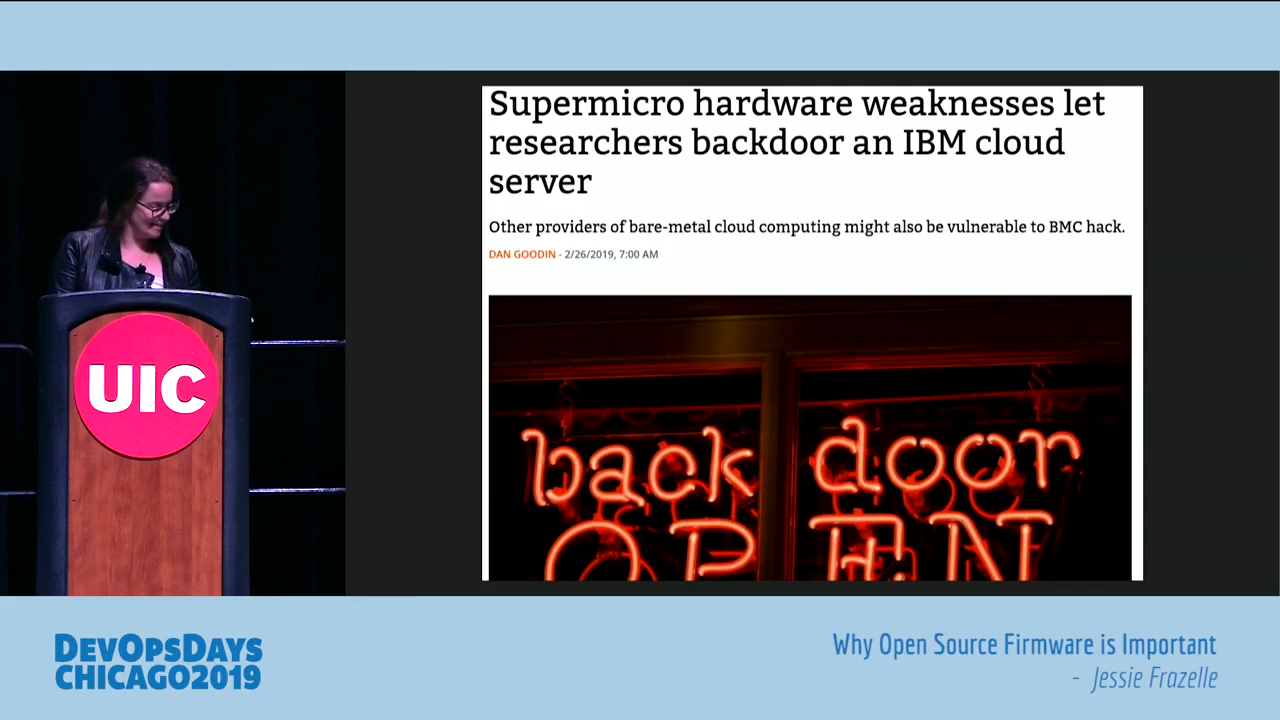 Supermicro hardware weaknesses let
researchers backdoor an IBM cloud
server
Other providers of bare-metal cloud computing might also be vulnerable to BMC hack.
DAN GOODIN - 2/26/2019, 7:00 AM
back door
OPEN
UIC
DEVOPSDAYS
CHICAGO2019
Why Open Source Firmware is Important
- Jessie Frazelle